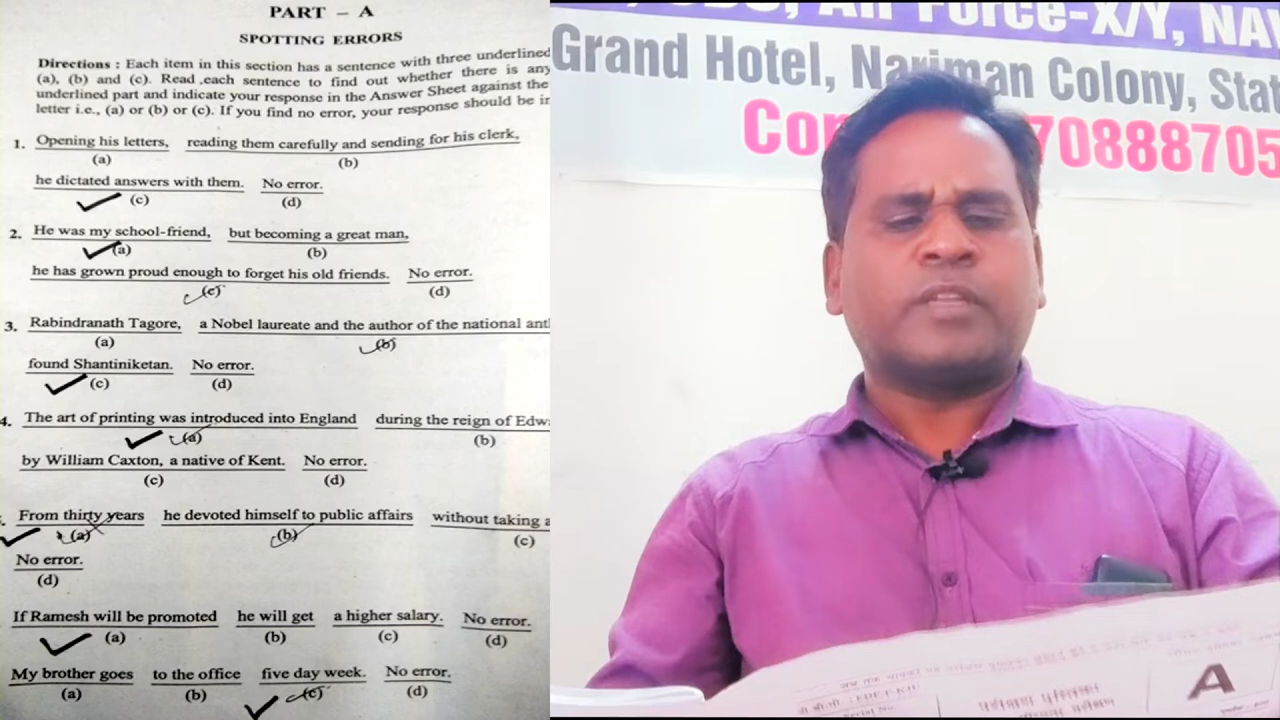 PART – A
SPOTTING ERRORS
Directions : Each item in this section has a sentence with three underlined
(a), (b) and (c). Read each sentence to find out whether there is any
underlined part and indicate your response in the Answer Sheet against the
letter i.e., (a) or (b) or (c). If you find no error, your response should be
1. Opening his letters, reading them carefully and sending for his clerk,
(a) (b)
he dictated answers with them. No error.
(c) (d)
2. He was my school-friend, but becoming a great man,
(a) (b)
he has grown proud enough to forget his old friends. No error.
(c) (d)
3. Rabindranath Tagore, a Nobel laureate and the author of the national
(a) (b)
found Shantiniketan. No error.
(c) (d)
4. The art of printing was introduced into England during the reign of
(a) (b)
by William Caxton, a native of Kent. No error.
(c) (d)
From thirty years he devoted himself to public affairs without taking
(a) (b) (c)
No error.
(d)
If Ramesh will be promoted he will get a higher salary. No error.
(a) (b) (c) (d)
My brother goes to the office five day week. No error.
(a) (b) (c) (d)
Air Force-X/Y,
Grand Hotel, Nariman Colony,
70888705
A